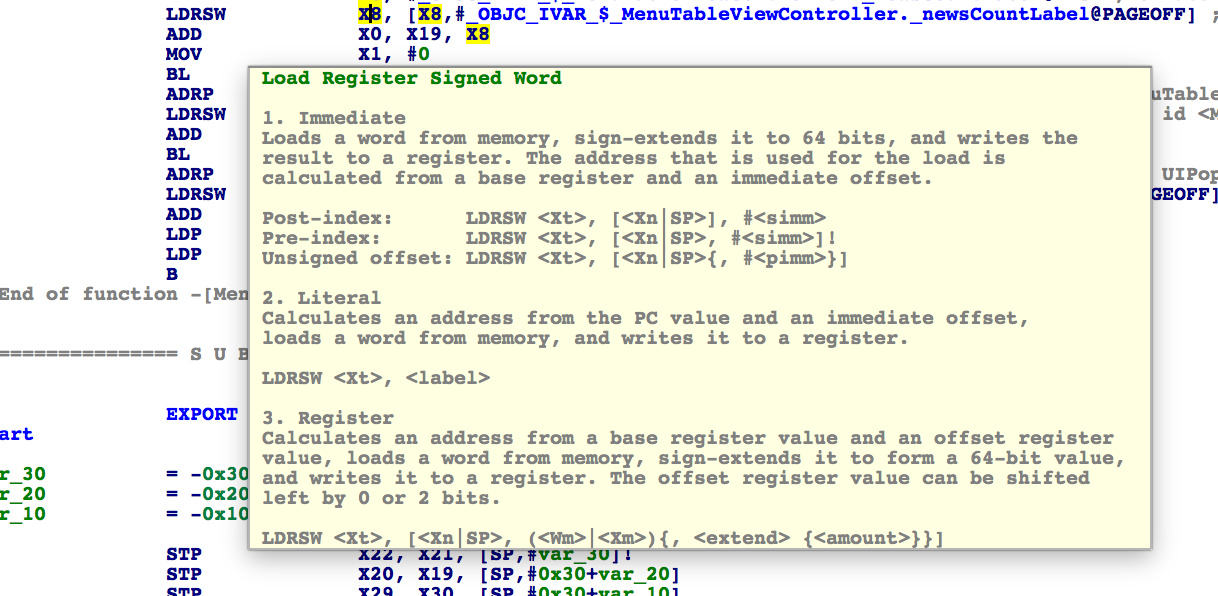 LDRSW X8, [X8,#_OBJC_IVAR_$_MenuTableViewController._newsCountLabel@PAGEOFF] ;
ADD X0, X19, X8
MOV X1, #0
BL
Load Register Signed Word
ADRP uTable
LDRSW id <M
1. Immediate
ADD
Loads a word from memory, sign-extends it to 64 bits, and writes the
BL
result to a register. The address that is used for the load is
ADRP UIPop
calculated from a base register and an immediate offset.
LDRSW GEOFF]
ADD
Post-index: LDRSW <Xt>, [<Xn|SP>], #<simm>
LDP
Pre-index: LDRSW <Xt>, [<Xn|SP>, #<simm>]!
LDP
Unsigned offset: LDRSW <Xt>, [<Xn|SP>{, #<pimm>}]
B
End of function -[Men
2. Literal
Calculates an address from the PC value and an immediate offset,
loads a word from memory, and writes it to a register.
=============== S U B
LDRSW <Xt>, <label>
EXPORT
3. Register
art
Calculates an address from a base register value and an offset register
value, loads a word from memory, sign-extends it to form a 64-bit value,
r_30 = -0x30
and writes it to a register. The offset register value can be shifted
r_20 = -0x20
left by 0 or 2 bits.
r_10 = -0x10
LDRSW <Xt>, [<Xn|SP>, (<Wm>|<Xm>){, <extend> {<amount>}}]
STP X22, X21, [SP,#var_30]!
STP X20, X19, [SP,#0x30+var_20]
STP X29, X30, [SP,#0x30+var_10]